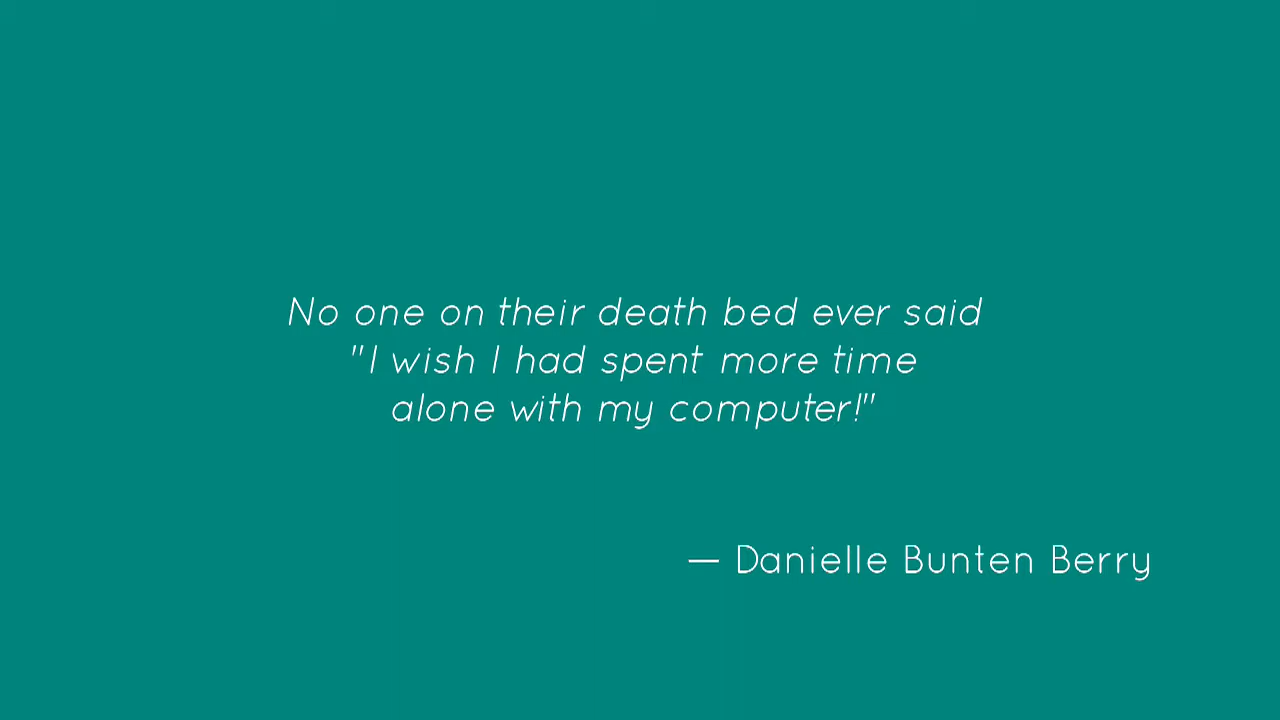 No one on their death bed ever said
"I wish I had spent more time
alone with my computer!"
— Danielle Bunten Berry